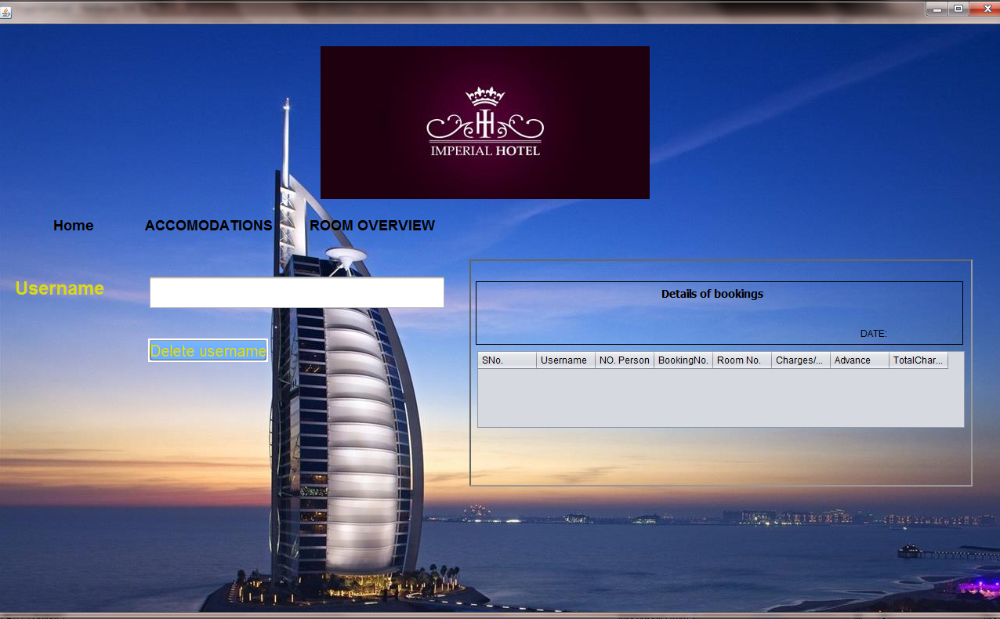 IMPERIAL HOTEL
Home ACCOMODATIONS ROOM OVERVIEW
Username
Delete username
Details of bookings
DATE:
SNo. Username NO. Person BookingNo. Room No. Charges/... Advance TotalChar...